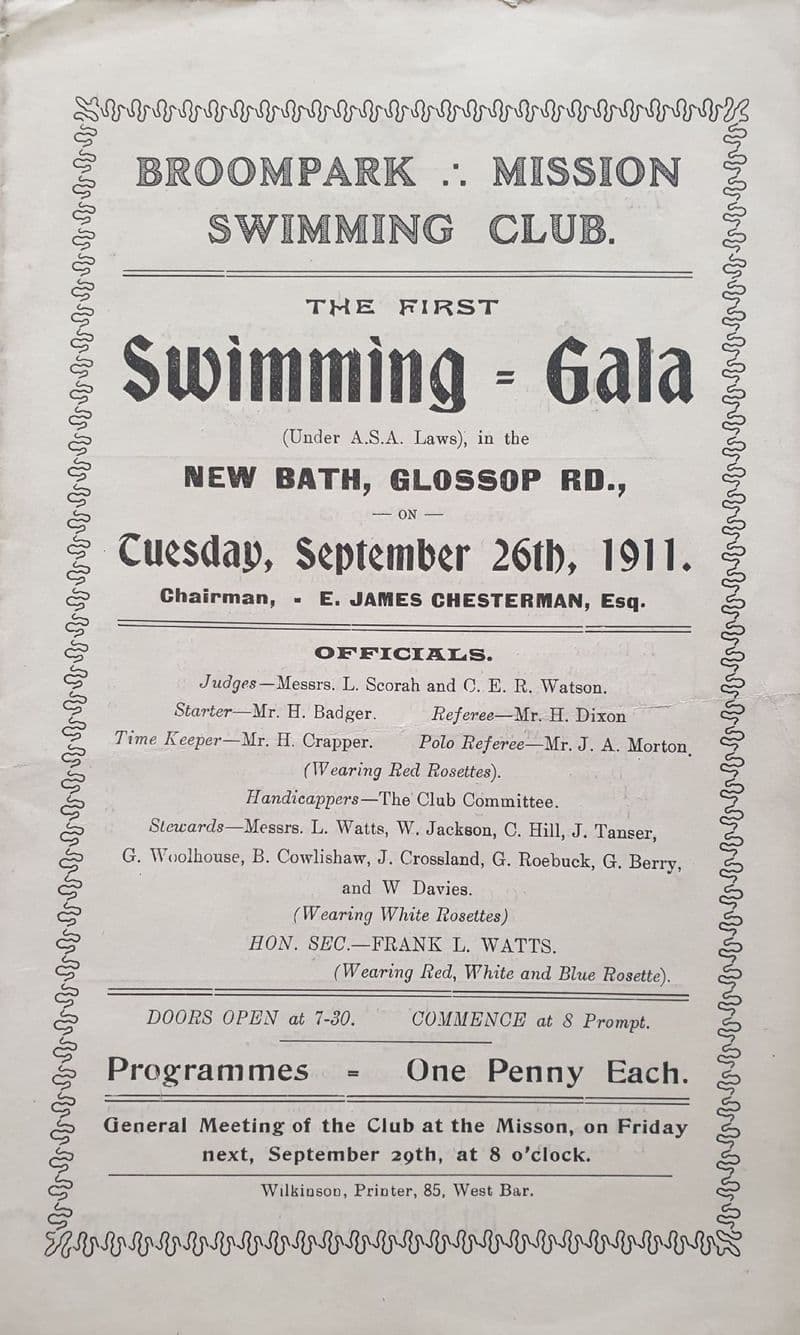 BROOMPARK ∴ MISSION
SWIMMING CLUB.
THE FIRST
Swimming = Gala
(Under A.S.A. Laws), in the
NEW BATH, GLOSSOP RD.,
— ON —
Tuesday, September 26th, 1911.
Chairman, - E. JAMES CHESTERMAN, Esq.
OFFICIALS.
Judges—Messrs. L. Scorah and C. E. R. Watson.
Starter—Mr. H. Badger. Referee—Mr. H. Dixon
Time Keeper—Mr. H. Crapper. Polo Referee—Mr. J. A. Morton.
(Wearing Red Rosettes).
Handicappers—The Club Committee.
Stewards—Messrs. L. Watts, W. Jackson, C. Hill, J. Tanser,
G. Woolhouse, B. Cowlishaw, J. Crossland, G. Roebuck, G. Berry,
and W Davies.
(Wearing White Rosettes)
HON. SEC.—FRANK L. WATTS.
(Wearing Red, White and Blue Rosette).
DOORS OPEN at 7-30. COMMENCE at 8 Prompt.
Programmes = One Penny Each.
General Meeting of the Club at the Misson, on Friday
next, September 29th, at 8 o'clock.
Wilkinson, Printer, 85, West Bar.